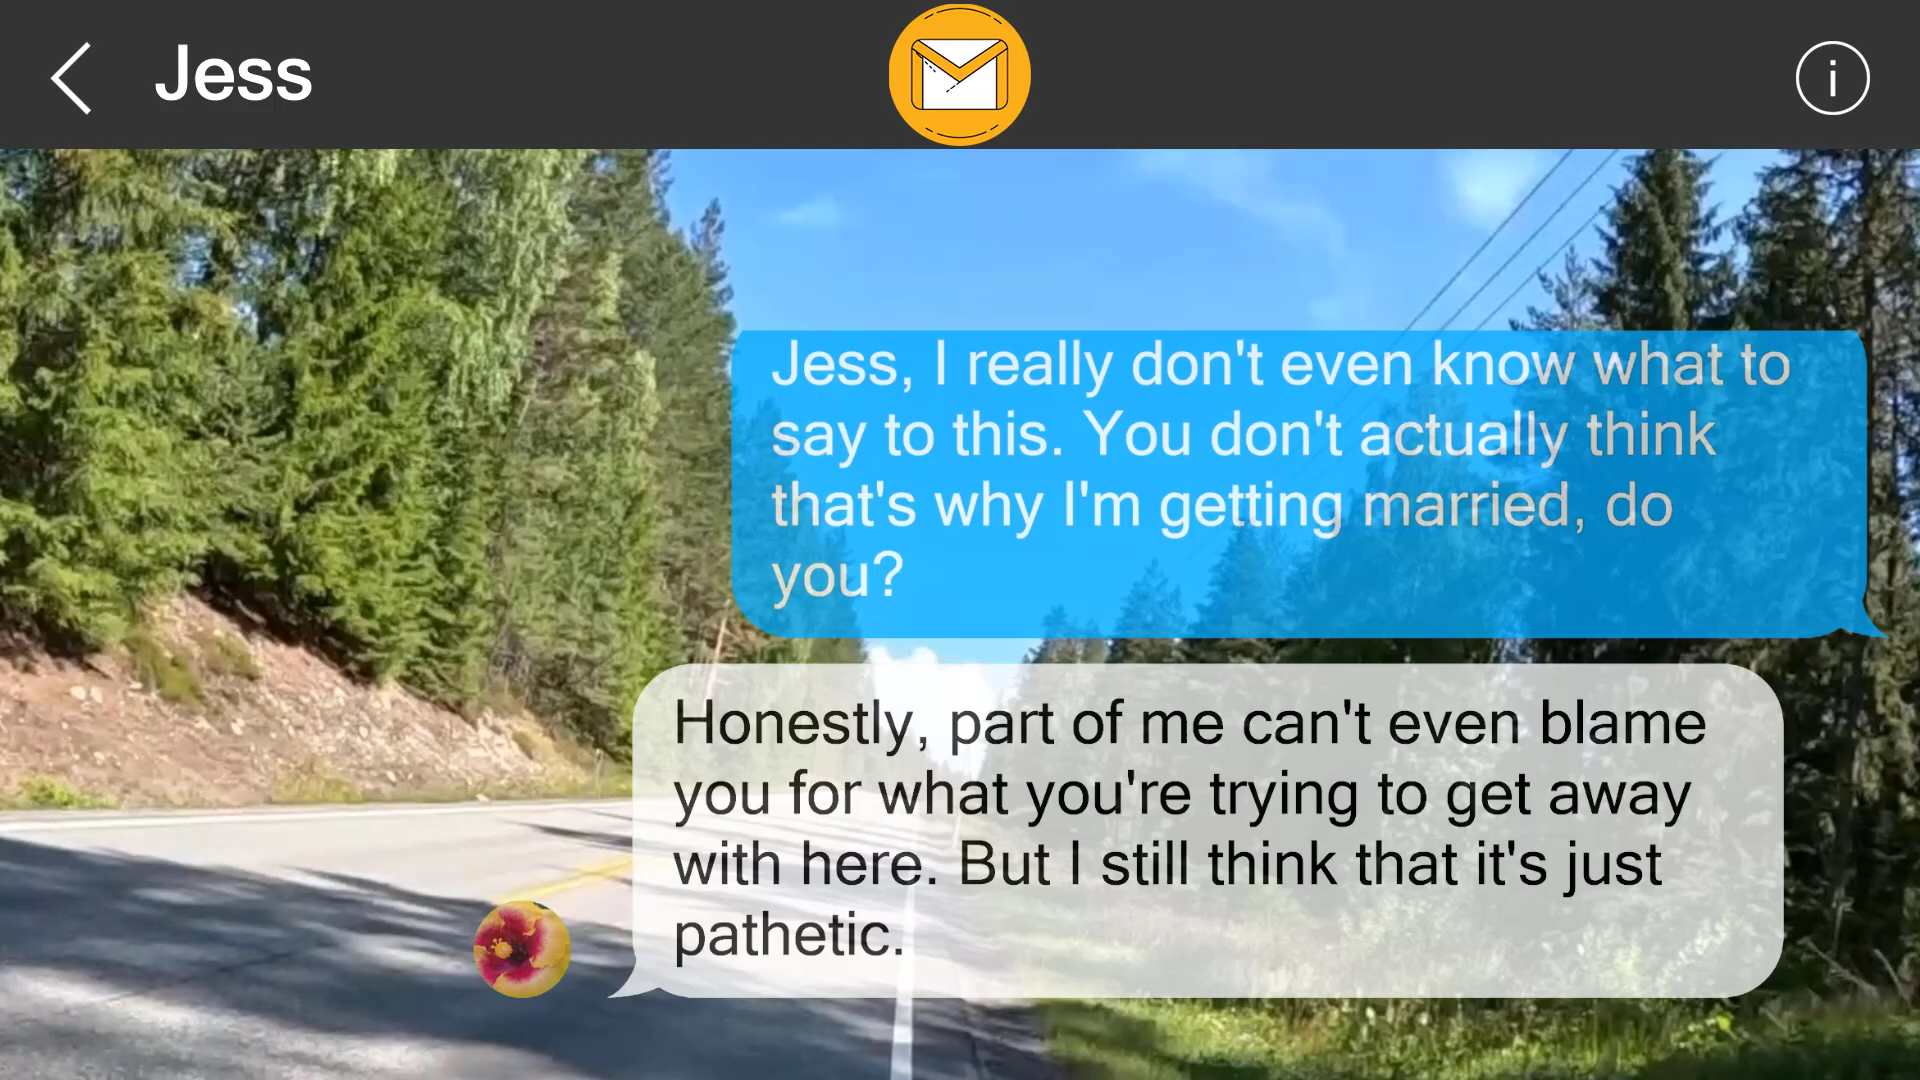 Jess
Jess, I really don't even know what to
say to this. You don't actually think
that's why I'm getting married, do
you?
Honestly, part of me can't even blame
you for what you're trying to get away
with here. But I still think that it's just
pathetic.